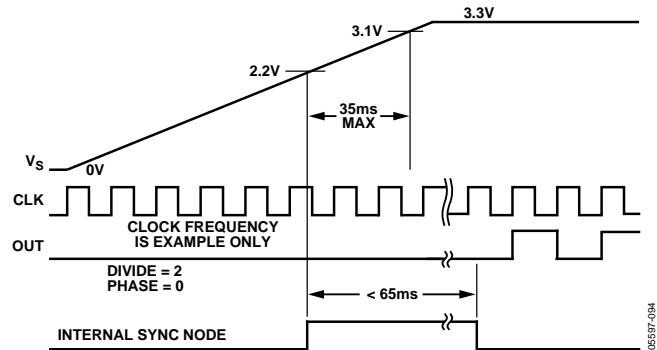 3.3V
3.1V
2.2V
35ms
MAX
VS
0V
CLK
CLOCK FREQUENCY
IS EXAMPLE ONLY
OUT
DIVIDE = 2
PHASE = 0
< 65ms
INTERNAL SYNC NODE
05597-094